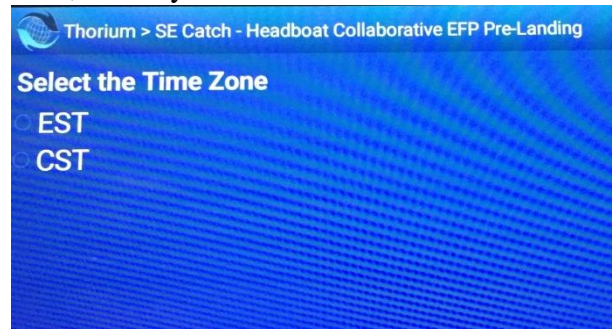 Thorium > SE Catch - Headboat Collaborative EFP Pre-Landing
Select the Time Zone
EST
CST